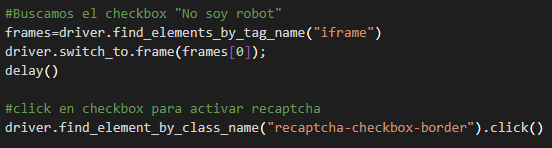 #Buscamos el checkbox "No soy robot"
frames=driver.find_elements_by_tag_name("iframe")
driver.switch_to.frame(frames[0]);
delay()
#click en checkbox para activar recaptcha
driver.find_element_by_class_name("recaptcha-checkbox-border").click()